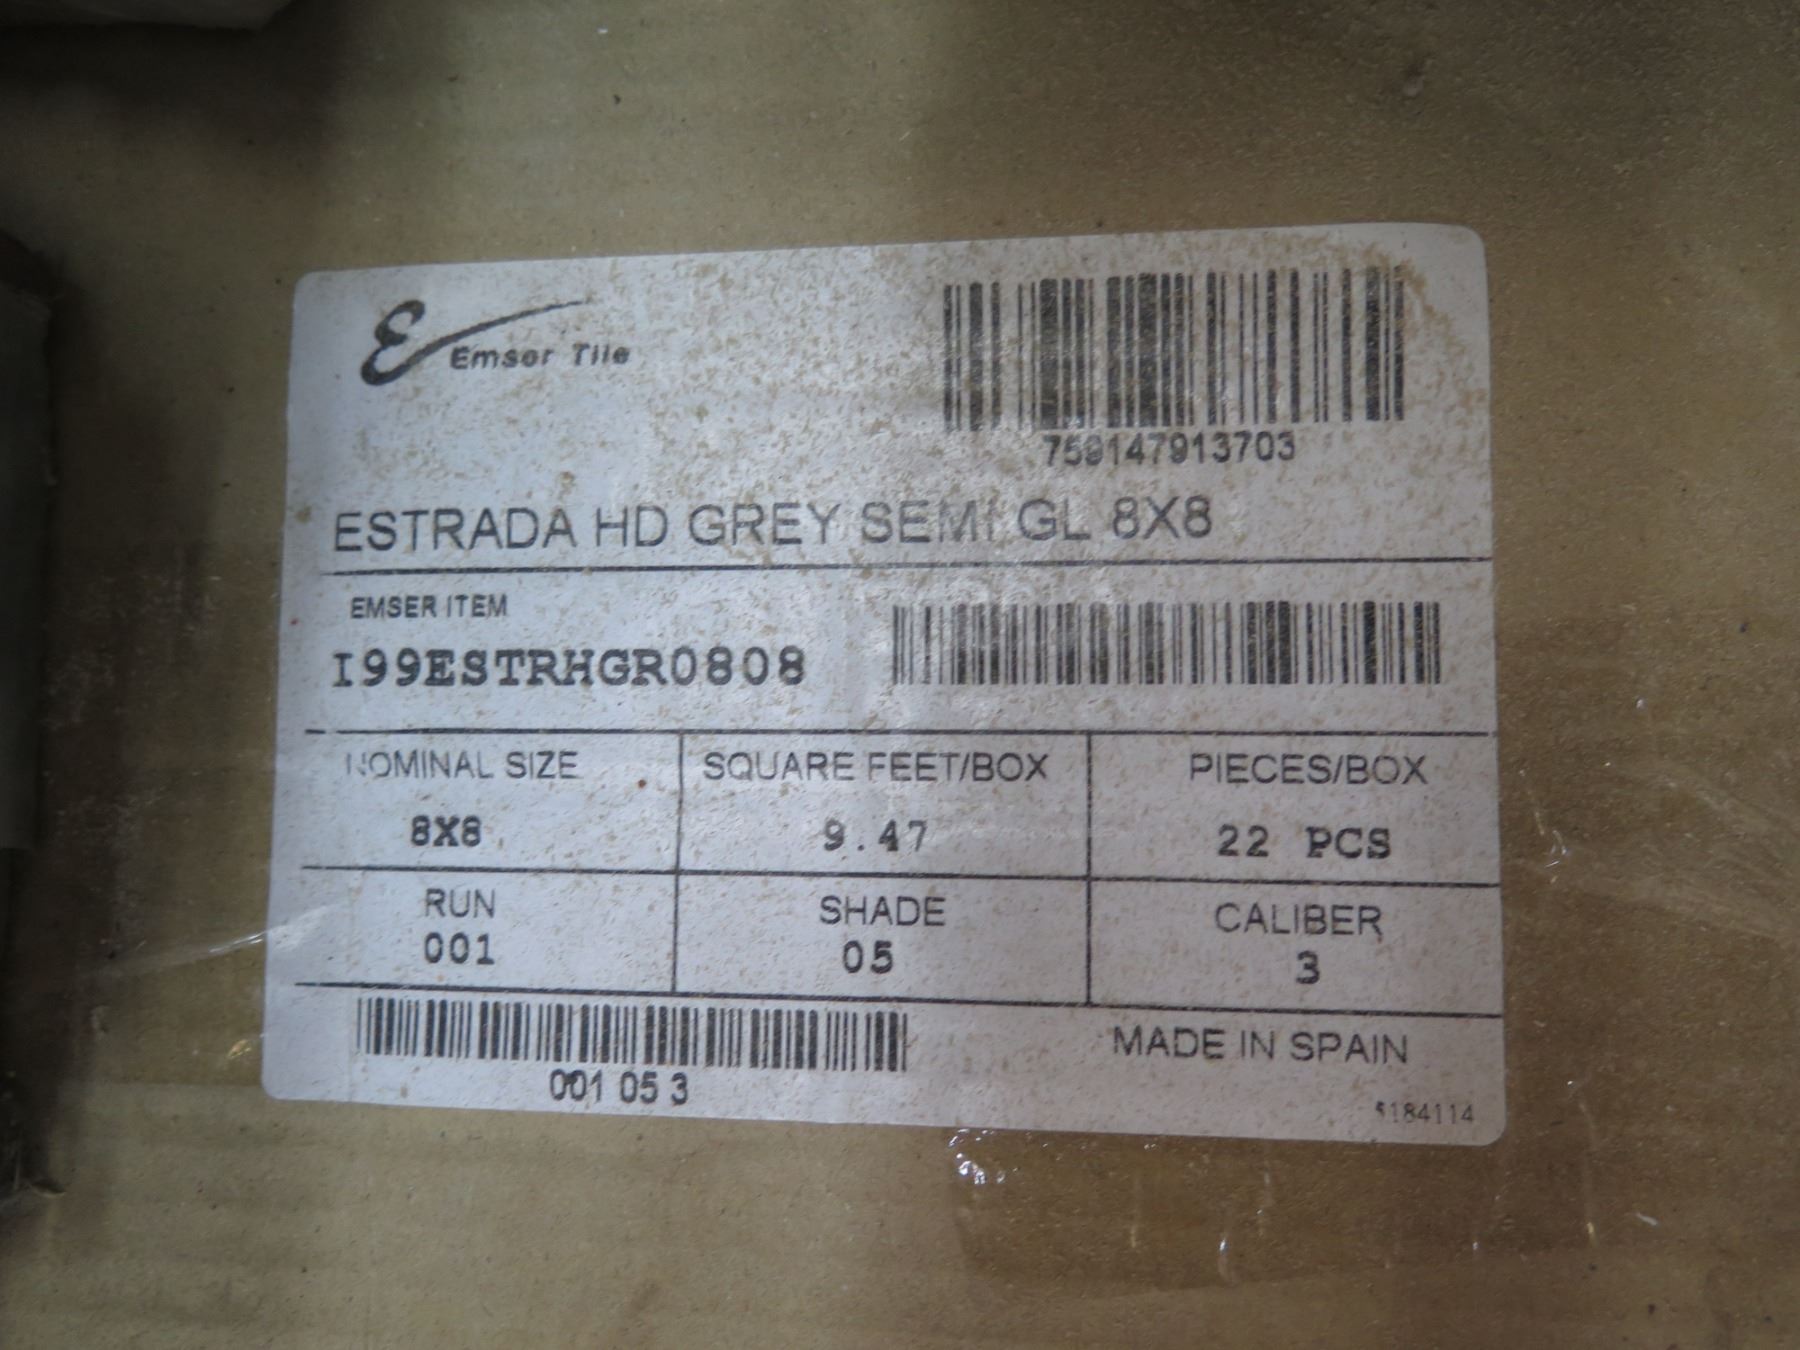 Emser Tile
759147913703
ESTRADA HD GREY SEMI GL 8X8
EMSER ITEM
I99ESTRHGR0808
NOMINAL SIZE
SQUARE FEET/BOX
PIECES/BOX
8X8
9.47
22 PCS
RUN
SHADE
CALIBER
001
05
3
001 05 3
MADE IN SPAIN